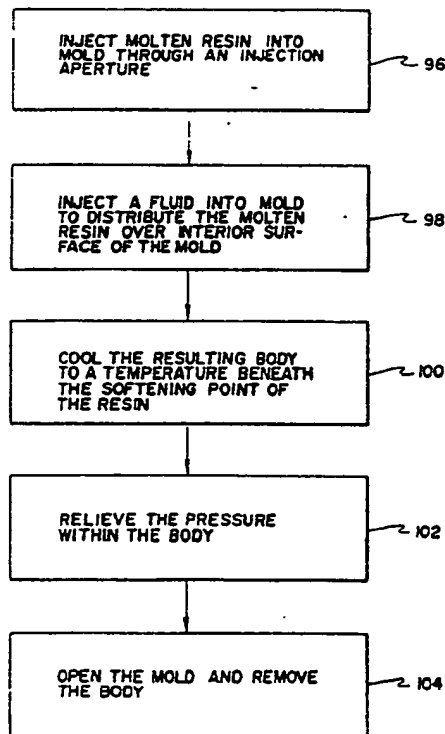 INJECT MOLTEN RESIN INTO
MOLD THROUGH AN INJECTION
APERTURE
96
INJECT A FLUID INTO MOLD
TO DISTRIBUTE THE MOLTEN
RESIN OVER INTERIOR SUR-
FACE OF THE MOLD
98
COOL THE RESULTING BODY
TO A TEMPERATURE BENEATH
THE SOFTENING POINT OF
THE RESIN
100
RELIEVE THE PRESSURE
WITHIN THE BODY
102
OPEN THE MOLD AND REMOVE
THE BODY
104